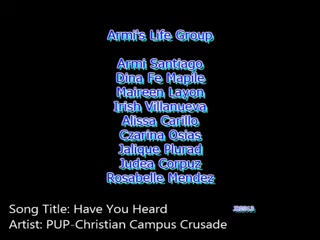 Armi's Life Group
Armi Santiago
Dina Fe Mapile
Maireen Layon
Irish Villanueva
Alissa Carillo
Czarina Osias
Jalique Plurad
Judea Corpuz
Rosabelle Mendez
Song Title: Have You Heard
Artist: PUP-Christian Campus Crusade